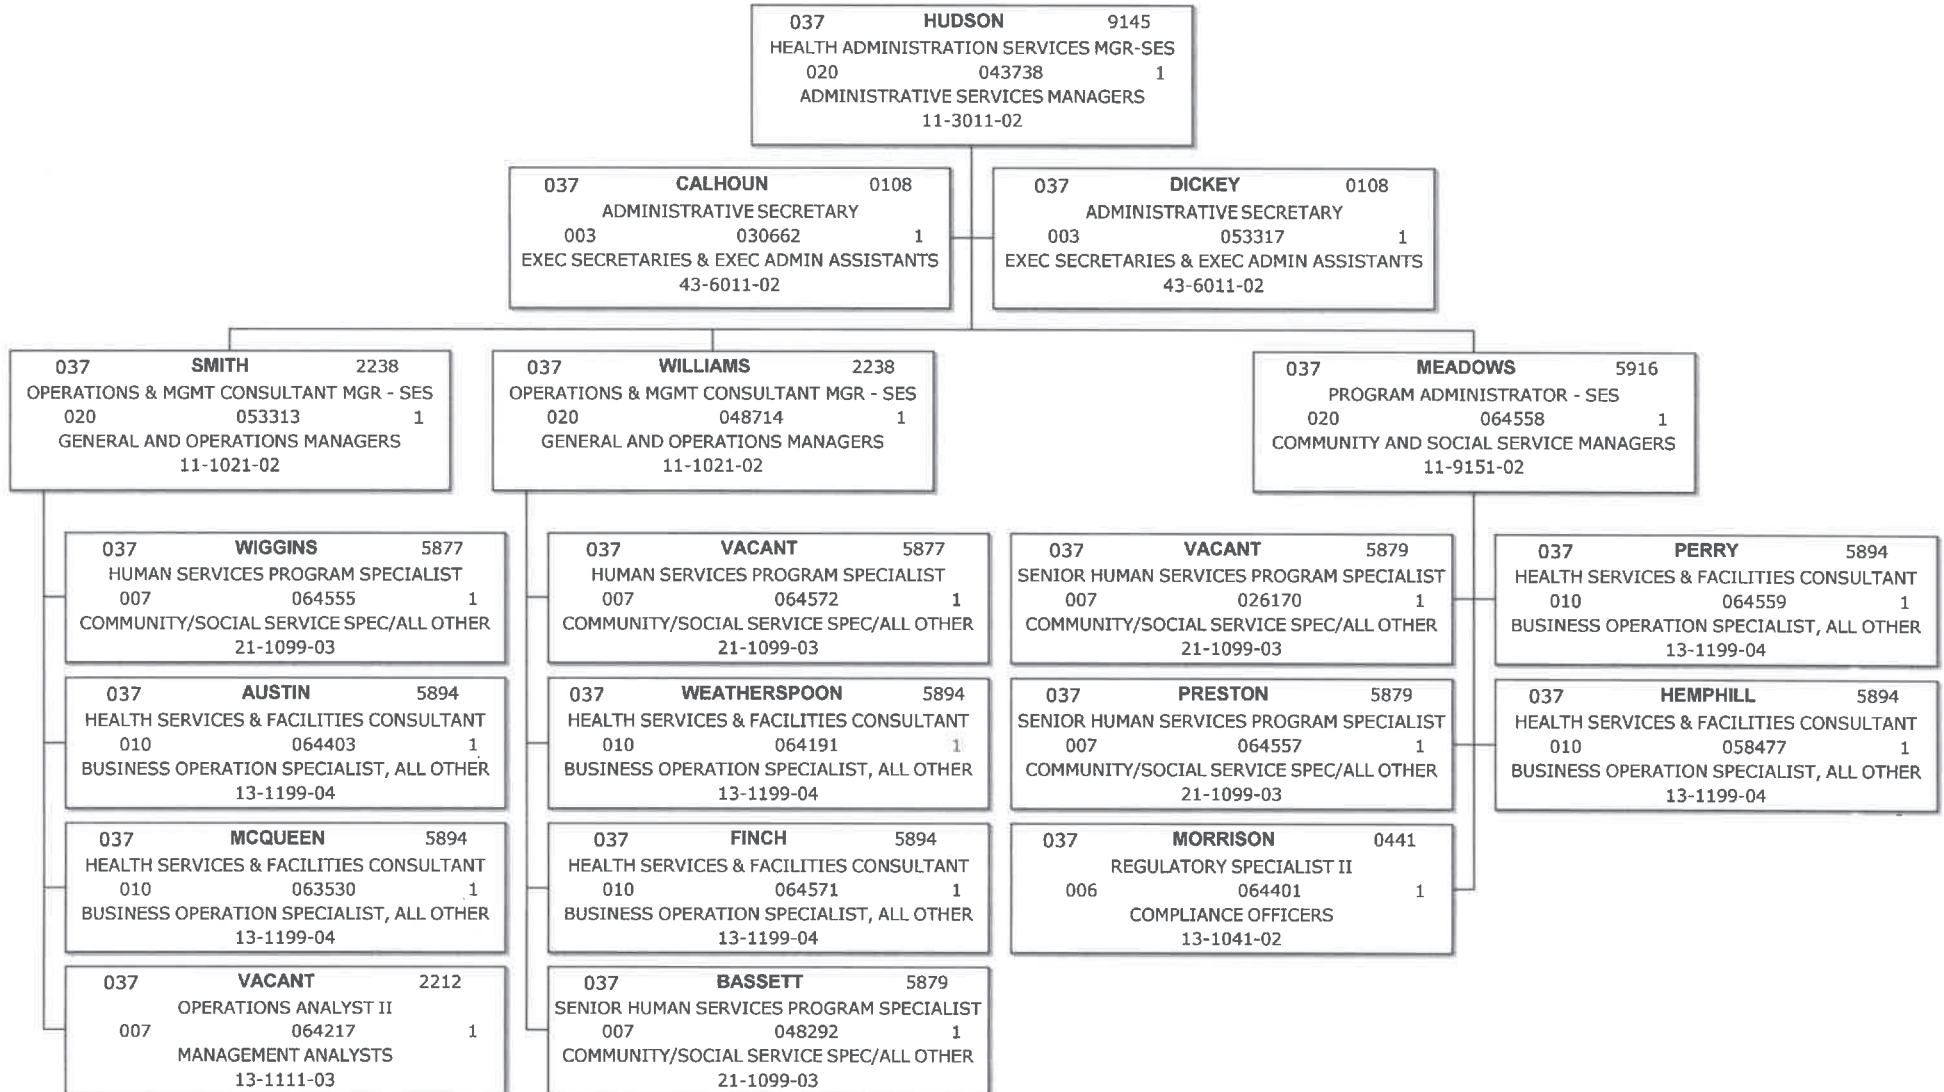 037 HUDSON 9145
HEALTH ADMINISTRATION SERVICES MGR-SES
020 043738 1
ADMINISTRATIVE SERVICES MANAGERS
11-3011-02
037 CALHOUN 0108
ADMINISTRATIVE SECRETARY
003 030662 1
EXEC SECRETARIES & EXEC ADMIN ASSISTANTS
43-6011-02
037 DICKEY 0108
ADMINISTRATIVE SECRETARY
003 053317 1
EXEC SECRETARIES & EXEC ADMIN ASSISTANTS
43-6011-02
037 SMITH 2238
OPERATIONS & MGMT CONSULTANT MGR - SES
020 053313 1
GENERAL AND OPERATIONS MANAGERS
11-1021-02
037 WILLIAMS 2238
OPERATIONS & MGMT CONSULTANT MGR - SES
020 048714 1
GENERAL AND OPERATIONS MANAGERS
11-1021-02
037 MEADOWS 5916
PROGRAM ADMINISTRATOR - SES
020 064558 1
COMMUNITY AND SOCIAL SERVICE MANAGERS
11-9151-02
037 WIGGINS 5877
HUMAN SERVICES PROGRAM SPECIALIST
007 064555 1
COMMUNITY/SOCIAL SERVICE SPEC/ALL OTHER
21-1099-03
037 AUSTIN 5894
HEALTH SERVICES & FACILITIES CONSULTANT
010 064403 1
BUSINESS OPERATION SPECIALIST, ALL OTHER
13-1199-04
037 MCQUEEN 5894
HEALTH SERVICES & FACILITIES CONSULTANT
010 063530 1
BUSINESS OPERATION SPECIALIST, ALL OTHER
13-1199-04
037 VACANT 2212
OPERATIONS ANALYST II
007 064217 1
MANAGEMENT ANALYSTS
13-1111-03
037 VACANT 5877
HUMAN SERVICES PROGRAM SPECIALIST
007 064572 1
COMMUNITY/SOCIAL SERVICE SPEC/ALL OTHER
21-1099-03
037 WEATHERSPOON 5894
HEALTH SERVICES & FACILITIES CONSULTANT
010 064191 1
BUSINESS OPERATION SPECIALIST, ALL OTHER
13-1199-04
037 FINCH 5894
HEALTH SERVICES & FACILITIES CONSULTANT
010 064571 1
BUSINESS OPERATION SPECIALIST, ALL OTHER
13-1199-04
037 BASSETT 5879
SENIOR HUMAN SERVICES PROGRAM SPECIALIST
007 048292 1
COMMUNITY/SOCIAL SERVICE SPEC/ALL OTHER
21-1099-03
037 VACANT 5879
SENIOR HUMAN SERVICES PROGRAM SPECIALIST
007 026170 1
COMMUNITY/SOCIAL SERVICE SPEC/ALL OTHER
21-1099-03
037 PRESTON 5879
SENIOR HUMAN SERVICES PROGRAM SPECIALIST
007 064557 1
COMMUNITY/SOCIAL SERVICE SPEC/ALL OTHER
21-1099-03
037 MORRISON 0441
REGULATORY SPECIALIST II
006 064401 1
COMPLIANCE OFFICERS
13-1041-02
037 PERRY 5894
HEALTH SERVICES & FACILITIES CONSULTANT
010 064559 1
BUSINESS OPERATION SPECIALIST, ALL OTHER
13-1199-04
037 HEMPHILL 5894
HEALTH SERVICES & FACILITIES CONSULTANT
010 058477 1
BUSINESS OPERATION SPECIALIST, ALL OTHER
13-1199-04